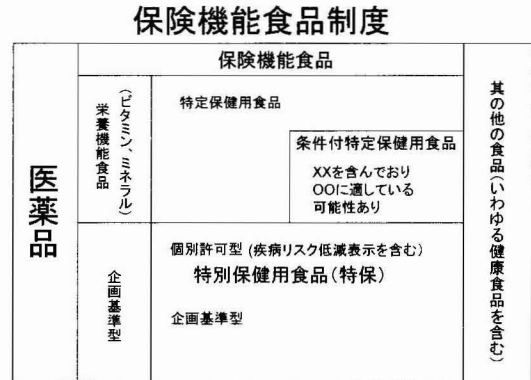 保険機能食品制度
医薬品
保険機能食品
栄養機能食品
(ビタミン、ミネラル)
特定保健用食品
条件付特定保健用食品
XXを含んでおり
OOに適している
可能性あり
企画基準型
個別許可型 (疾病リスク低減表示を含む)
特別保健用食品(特保)
企画基準型
其の他の食品(いわゆる健康食品を含む)